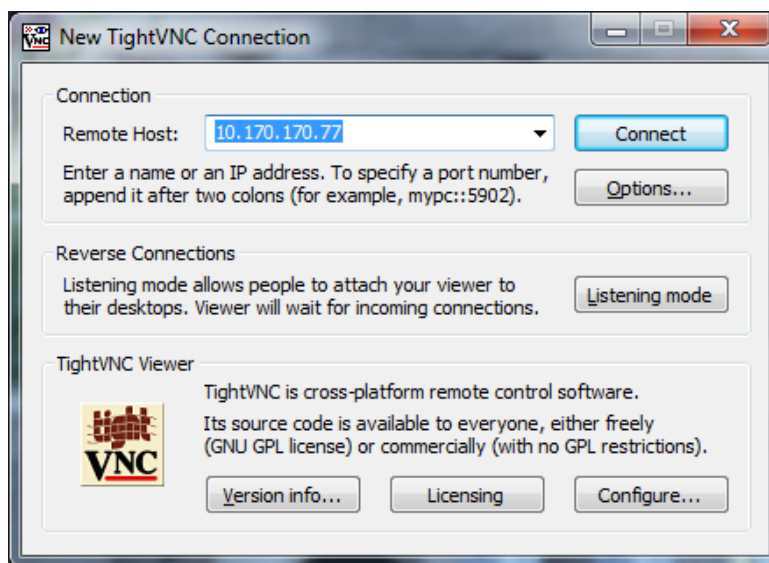 New TightVNC Connection
Connection
Remote Host: 10.170.170.77 Connect
Enter a name or an IP address. To specify a port number,
append it after two colons (for example, mypc::5902).
Options...
Reverse Connections
Listening mode allows people to attach your viewer to
their desktops. Viewer will wait for incoming connections.
Listening mode
TightVNC Viewer
TightVNC is cross-platform remote control software.
Its source code is available to everyone, either freely
(GNU GPL license) or commercially (with no GPL restrictions).
tight
VNC
Version info... Licensing Configure...